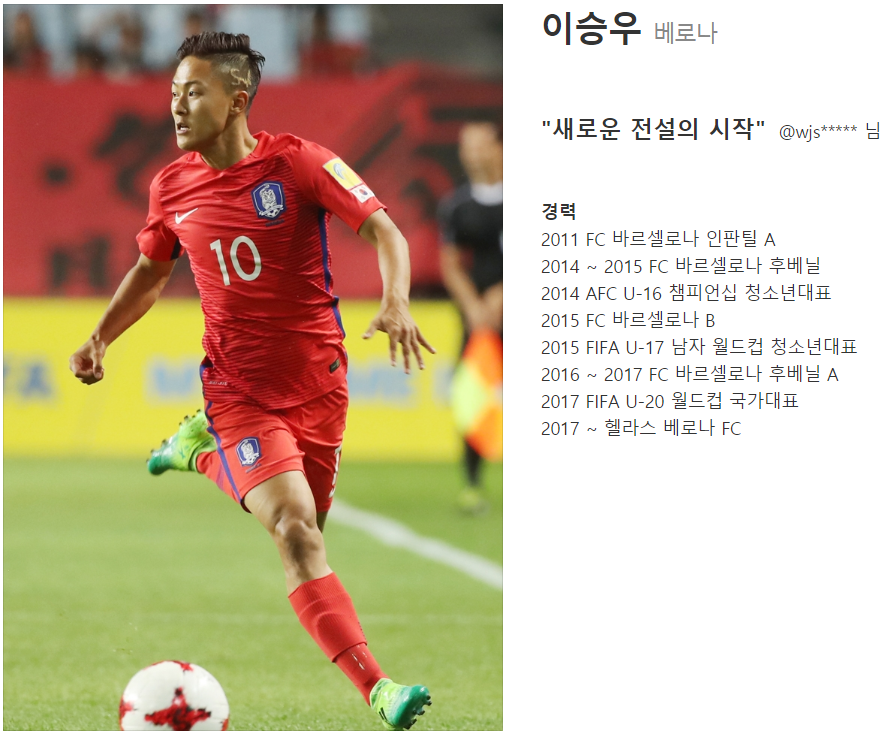 이승우 베로나
"새로운 전설의 시작" @wjs***** 님
경력
2011 FC 바르셀로나 인판틸 A
2014 ~ 2015 FC 바르셀로나 후베닐
2014 AFC U-16 챔피언십 청소년대표
2015 FC 바르셀로나 B
2015 FIFA U-17 남자 월드컵 청소년대표
2016 ~ 2017 FC 바르셀로나 후베닐 A
2017 FIFA U-20 월드컵 국가대표
2017 ~ 헬라스 베로나 FC
10